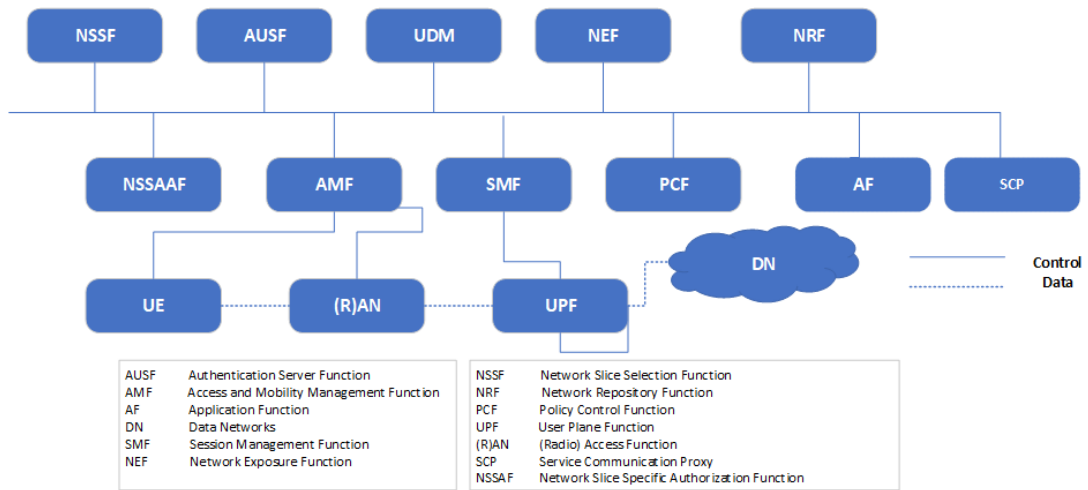 NSSF AUSF UDM NEF NRF
NSSAAF AMF SMF PCF AF SCP
DN
Control
Data
UE (R)AN UPF
AUSF Authentication Server Function
AMF Access and Mobility Management Function
AF Application Function
DN Data Networks
SMF Session Management Function
NEF Network Exposure Function
NSSF Network Slice Selection Function
NRF Network Repository Function
PCF Policy Control Function
UPF User Plane Function
(R)AN (Radio) Access Function
SCP Service Communication Proxy
NSSAF Network Slice Specific Authorization Function